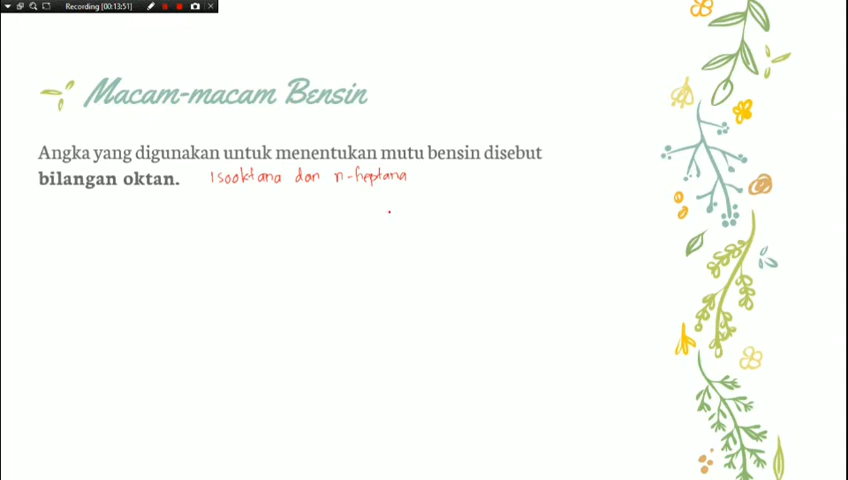 Recording [00:13:51]
Macam-macam Bensin
Angka yang digunakan untuk menentukan mutu bensin disebut
bilangan oktan. Isooktana dan n-heptana